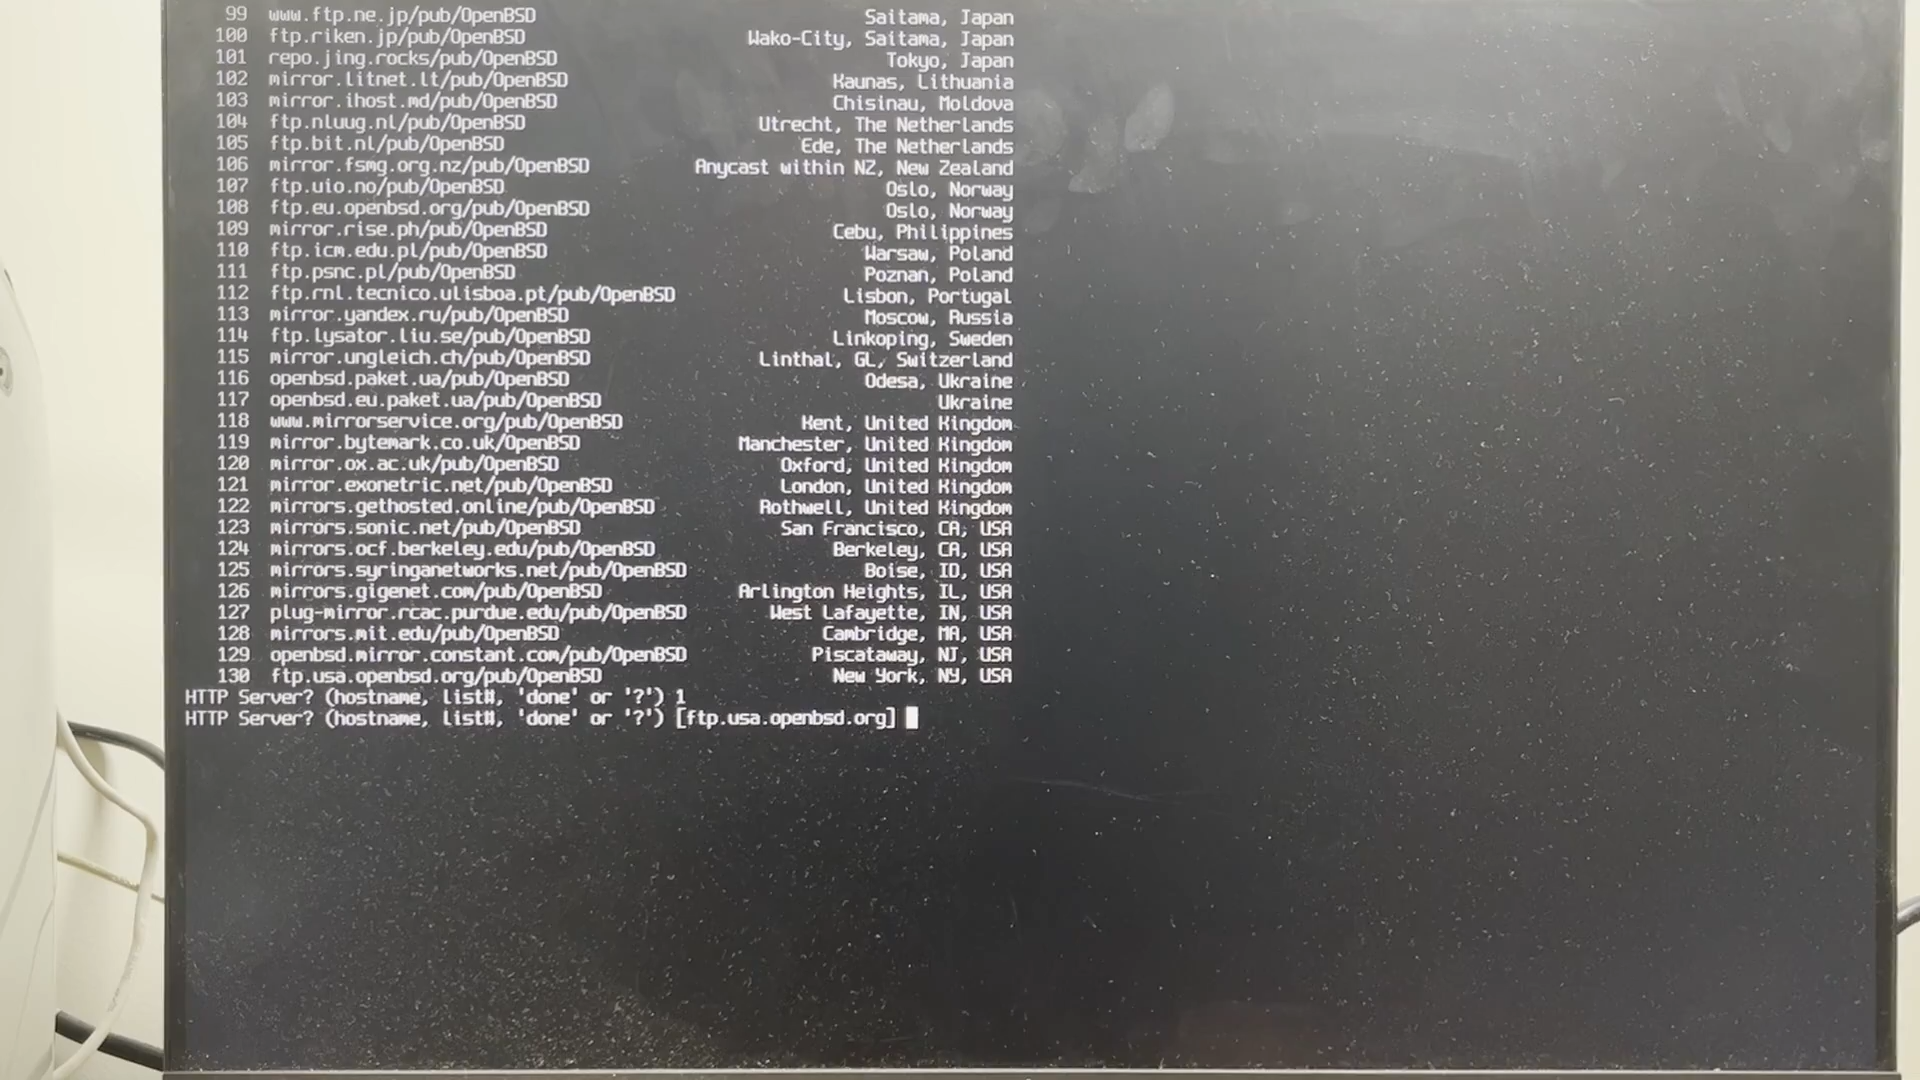 99 www.ftp.ne.jp/pub/OpenBSD Saitama, Japan
100 ftp.riken.jp/pub/OpenBSD Wako-City, Saitama, Japan
101 repo.jing.rocks/pub/OpenBSD Tokyo, Japan
102 mirror.litnet.lt/pub/OpenBSD Kaunas, Lithuania
103 mirror.ihost.md/pub/OpenBSD Chisinau, Moldova
104 ftp.nluug.nl/pub/OpenBSD Utrecht, The Netherlands
105 ftp.bit.nl/pub/OpenBSD Ede, The Netherlands
106 mirror.fsmg.org.nz/pub/OpenBSD Anycast within NZ, New Zealand
107 ftp.uio.no/pub/OpenBSD Oslo, Norway
108 ftp.eu.openbsd.org/pub/OpenBSD Oslo, Norway
109 mirror.rise.ph/pub/OpenBSD Cebu, Philippines
110 ftp.icm.edu.pl/pub/OpenBSD Warsaw, Poland
111 ftp.psnc.pl/pub/OpenBSD Poznan, Poland
112 ftp.rnl.tecnico.ulisboa.pt/pub/OpenBSD Lisbon, Portugal
113 mirror.yandex.ru/pub/OpenBSD Moscow, Russia
114 ftp.lysator.liu.se/pub/OpenBSD Linkoping, Sweden
115 mirror.ungleich.ch/pub/OpenBSD Linthal, GL, Switzerland
116 openbsd.paket.ua/pub/OpenBSD Odesa, Ukraine
117 openbsd.eu.paket.ua/pub/OpenBSD Ukraine
118 www.mirrorservice.org/pub/OpenBSD Kent, United Kingdom
119 mirror.bytemark.co.uk/OpenBSD Manchester, United Kingdom
120 mirror.ox.ac.uk/pub/OpenBSD Oxford, United Kingdom
121 mirror.exonetric.net/pub/OpenBSD London, United Kingdom
122 mirrors.gethosted.online/pub/OpenBSD Rothwell, United Kingdom
123 mirrors.sonic.net/pub/OpenBSD San Francisco, CA, USA
124 mirrors.ocf.berkeley.edu/pub/OpenBSD Berkeley, CA, USA
125 mirrors.syringanetworks.net/pub/OpenBSD Boise, ID, USA
126 mirrors.gigenet.com/pub/OpenBSD Arlington Heights, IL, USA
127 plug-mirror.rcac.purdue.edu/pub/OpenBSD West Lafayette, IN, USA
128 mirrors.mit.edu/pub/OpenBSD Cambridge, MA, USA
129 openbsd.mirror.constant.com/pub/OpenBSD Piscataway, NJ, USA
130 ftp.usa.openbsd.org/pub/OpenBSD New York, NY, USA
HTTP Server? (hostname, list#, 'done' or '?') 1
HTTP Server? (hostname, list#, 'done' or '?') [ftp.usa.openbsd.org]